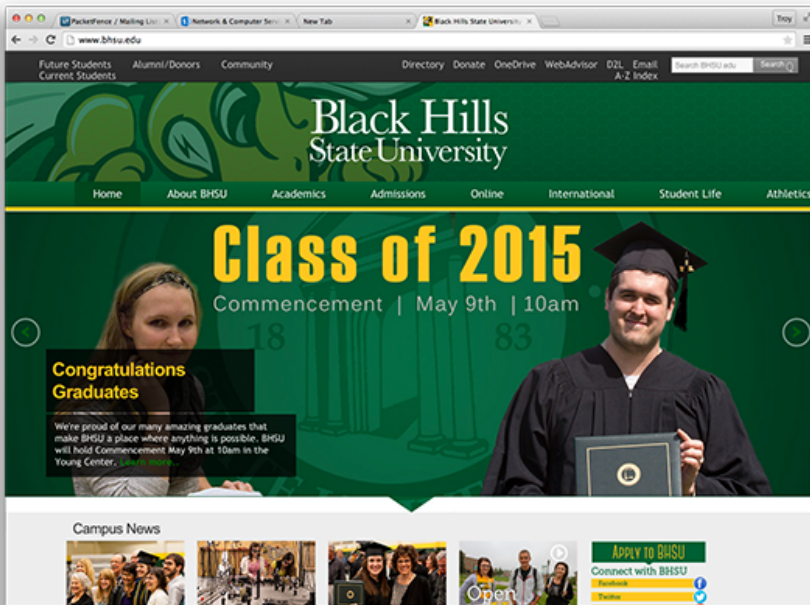 PacketFence / Mailing List
Network & Computer Serv
New Tab
Black Hills State University
Troy
www.bhsu.edu
Future Students
Alumni/Donors
Community
Current Students
Directory
Donate
OneDrive
WebAdvisor
D2L
Email
A-Z Index
Search BHSU.edu
Search
Black Hills
State University
Home
About BHSU
Academics
Admissions
Online
International
Student Life
Athletics
Class of 2015
Commencement | May 9th | 10am
18
83
Congratulations
Graduates
We're proud of our many amazing graduates that
make BHSU a place where anything is possible. BHSU
will hold Commencement May 9th at 10am in the
Young Center. Learn more..
Campus News
Open
APPLY TO BHSU
Connect with BHSU
Facebook
Twitter